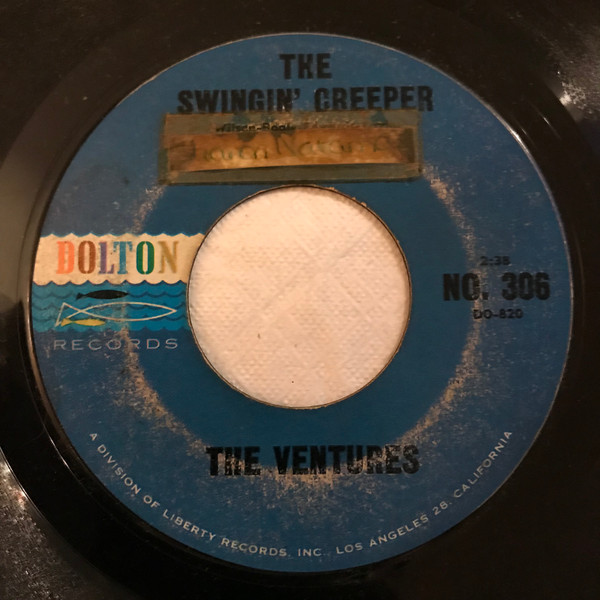 THE
SWINGIN' CREEPER
DOLTON
RECORDS
2:38
NO. 306
DO-820
THE VENTURES
A DIVISION OF LIBERTY RECORDS, INC., LOS ANGELES 28, CALIFORNIA